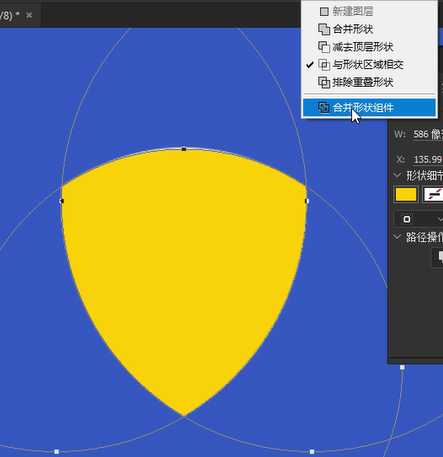 /8) * ×
新建图层
合并形状
减去顶层形状
与形状区域相交
排除重叠形状
合并形状组件
W: 586 像
X: 135.99
形状细节
路径操作